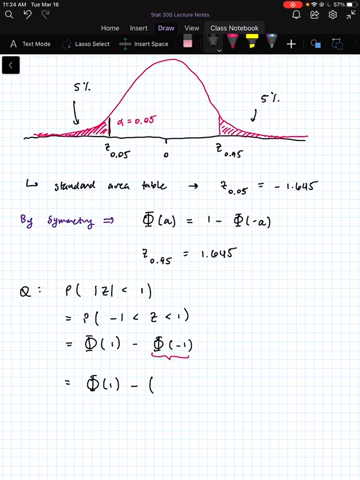 11:24 AM Tue Mar 16
57%
Stat 300 Lecture Notes
Home Insert Draw View Class Notebook
A Text Mode Lasso Select Insert Space
5% 5%
α = 0.05
z0.05 0 z0.95
↳ standard area table → z0.05 = -1.645
By symmetry ⇒ Φ(a) = 1 - Φ(-a)
z0.95 = 1.645
Q: P( |Z| < 1)
= P( -1 < Z < 1)
= Φ(1) - Φ(-1)
= Φ(1) - (